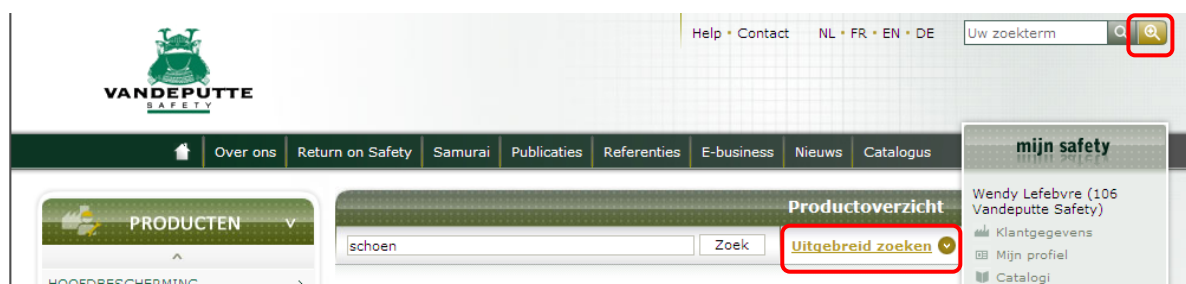 Help • Contact NL • FR • EN • DE Uw zoekterm
VANDEPUTTE
SAFETY
Over ons Return on Safety Samurai Publicaties Referenties E-business Nieuws Catalogus
mijn safety
Wendy Lefebvre (106
Vandeputte Safety)
Klantgegevens
Mijn profiel
Catalogi
PRODUCTEN
HOOFDBESCHERMING
Productoverzicht
schoen Zoek Uitgebreid zoeken